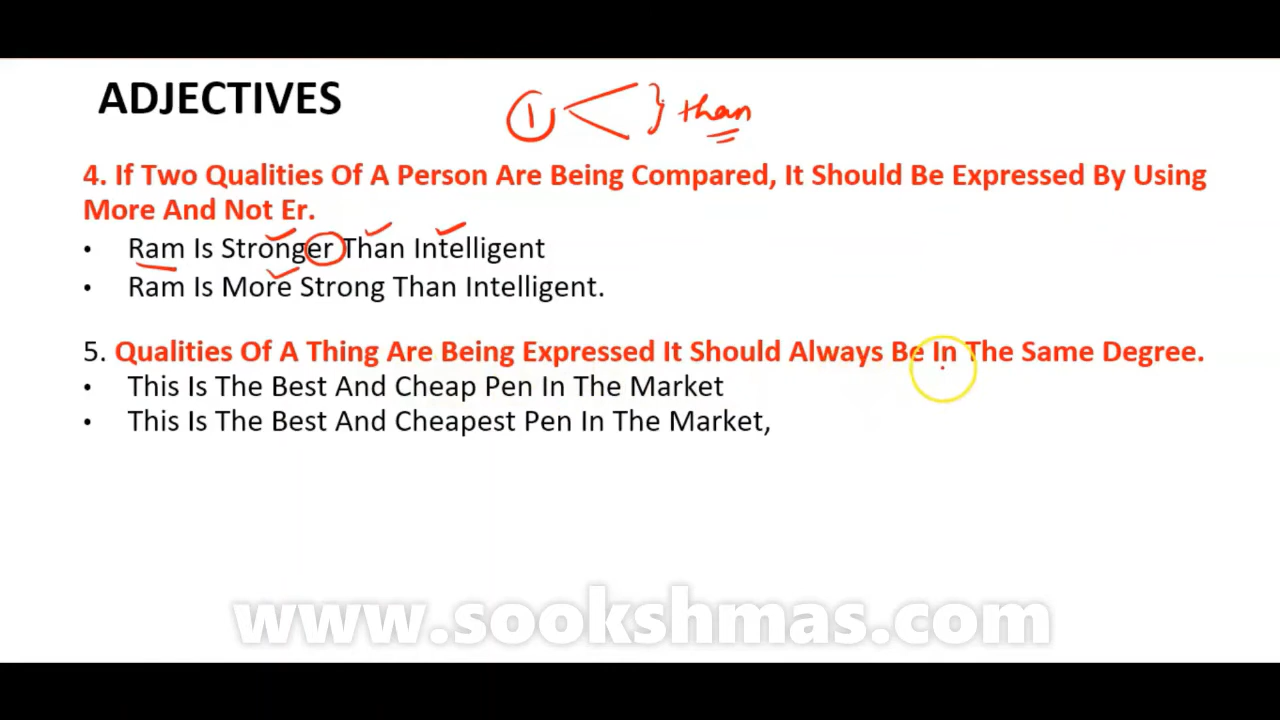 ADJECTIVES
1 } than
4. If Two Qualities Of A Person Are Being Compared, It Should Be Expressed By Using
More And Not Er.
• Ram Is Stronger Than Intelligent
• Ram Is More Strong Than Intelligent.
5. Qualities Of A Thing Are Being Expressed It Should Always Be In The Same Degree.
• This Is The Best And Cheap Pen In The Market
• This Is The Best And Cheapest Pen In The Market,
www.sookshmas.com